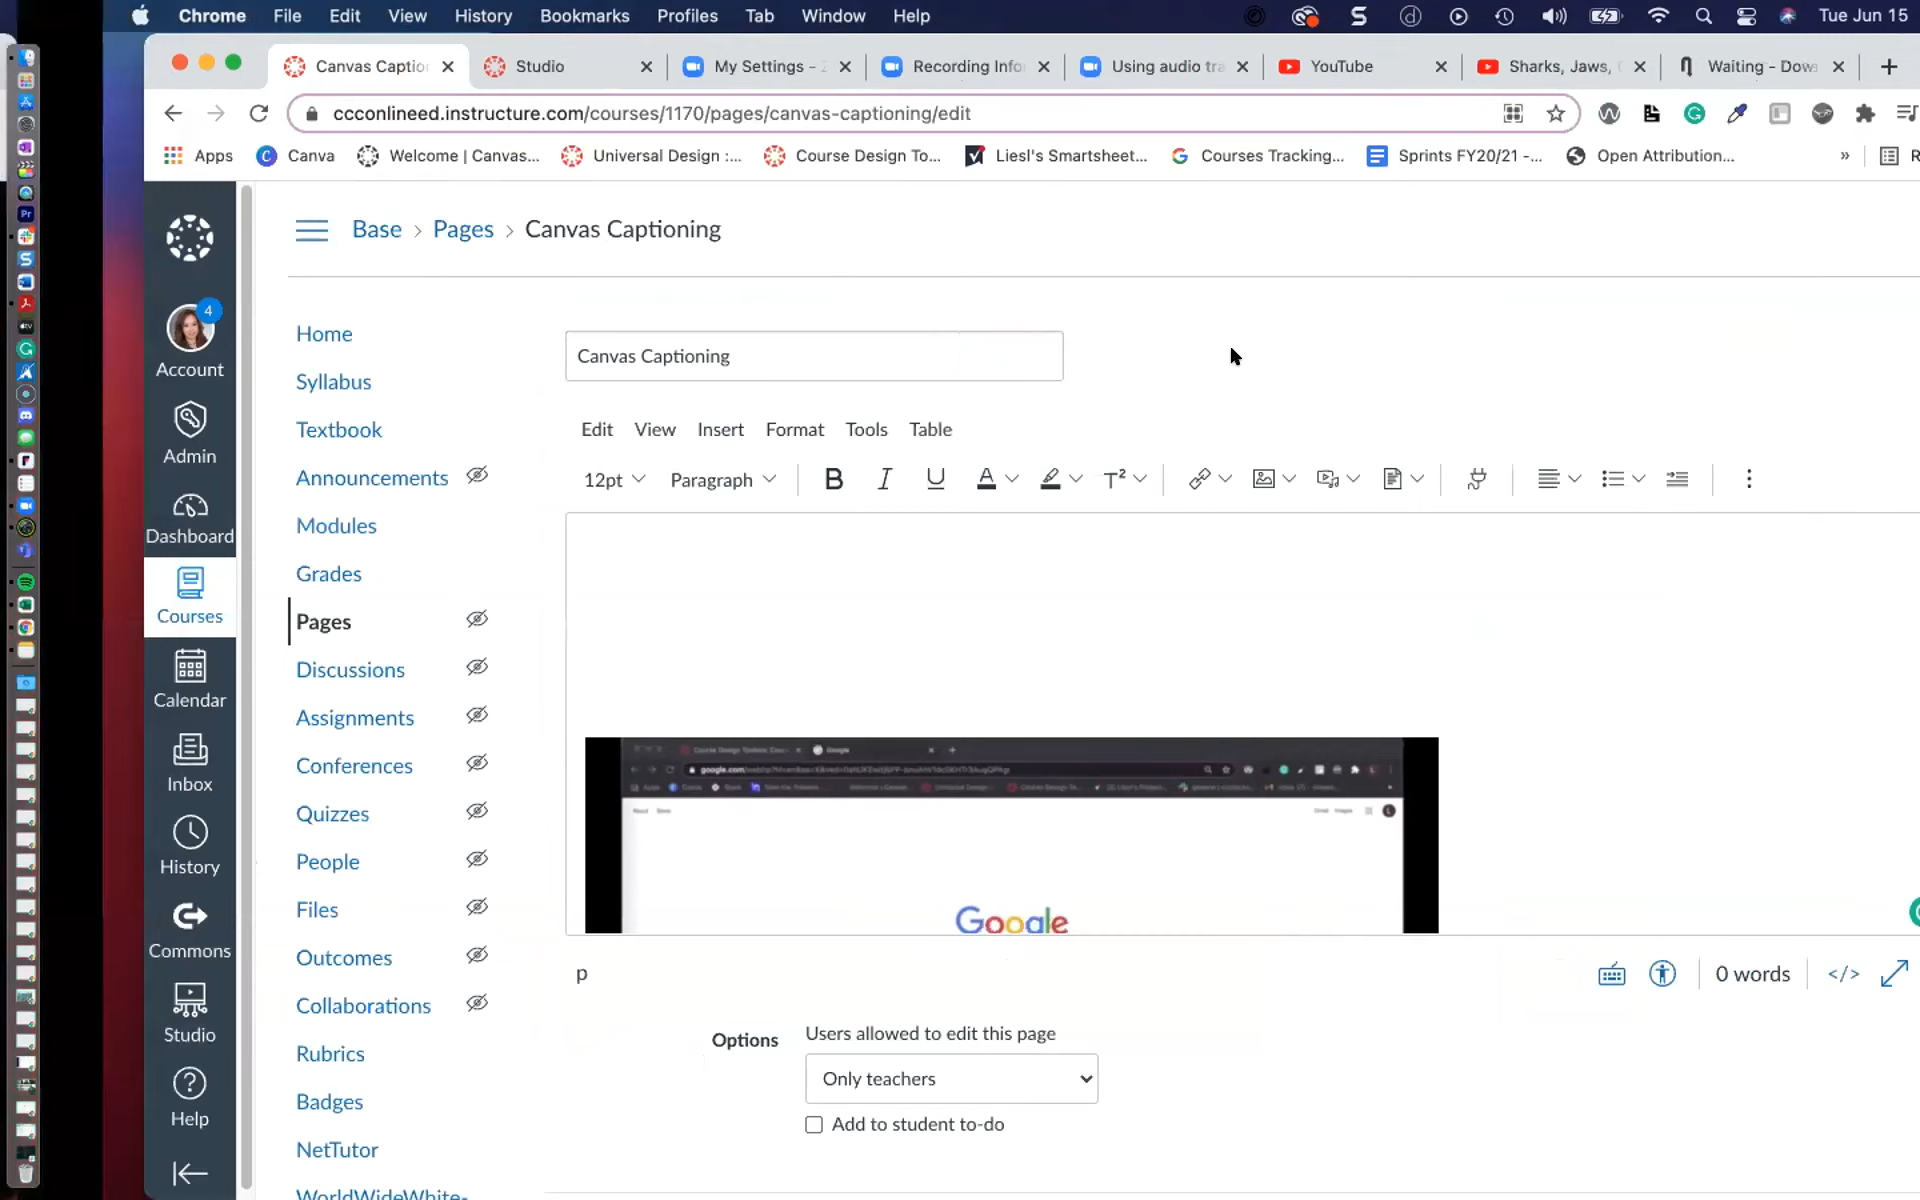 Chrome File Edit View History Bookmarks Profiles Tab Window Help Tue Jun 15
Canvas Captio Studio My Settings - Recording Info Using audio tra YouTube Sharks, Jaws, Waiting - Dow
ccconlineed.instructure.com/courses/1170/pages/canvas-captioning/edit
Apps Canva Welcome | Canvas... Universal Design :... Course Design To... Liesl's Smartsheet... Courses Tracking... Sprints FY20/21 -... Open Attribution... »
Base > Pages > Canvas Captioning
4
Account
Admin
Dashboard
Courses
Calendar
Inbox
History
Commons
Studio
Help
Home
Syllabus
Textbook
Announcements
Modules
Grades
Pages
Discussions
Assignments
Conferences
Quizzes
People
Files
Outcomes
Collaborations
Rubrics
Badges
NetTutor
WorldWideWhite-
Canvas Captioning
Edit View Insert Format Tools Table
12pt Paragraph B I U A T²
Google
p 0 words </>
Options Users allowed to edit this page
Only teachers
Add to student to-do